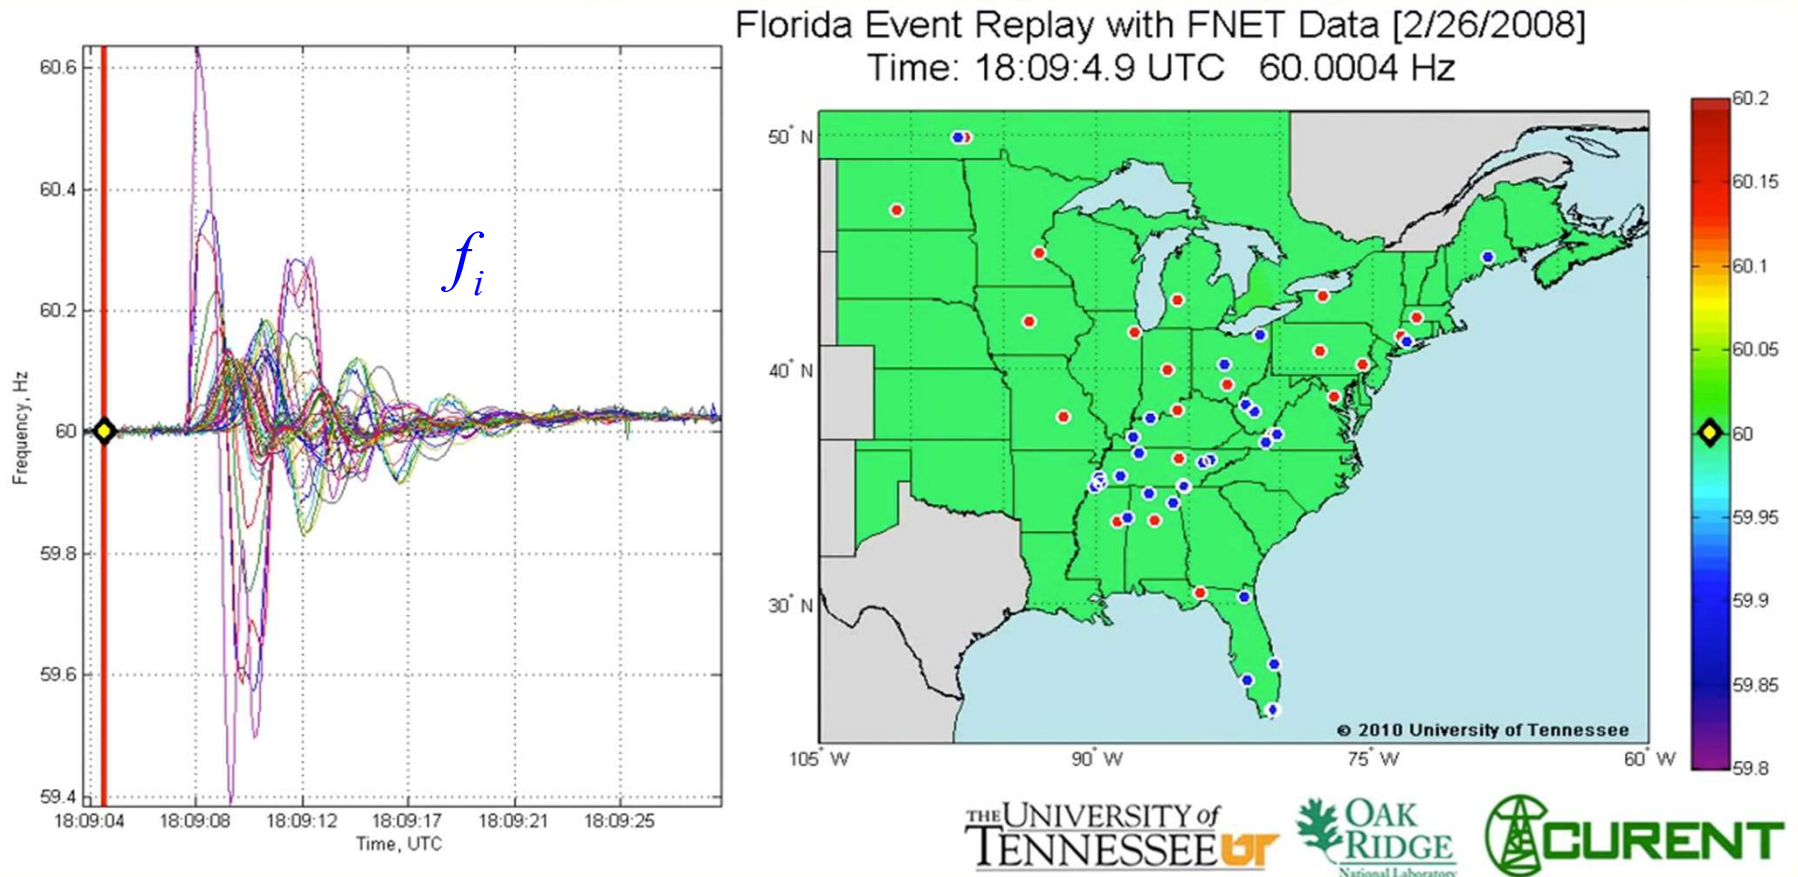 Florida Event Replay with FNET Data [2/26/2008]
Time: 18:09:4.9 UTC 60.0004 Hz
60.6
60.4
60.2
60
59.8
59.6
59.4
Frequency, Hz
f i
18:09:04 18:09:08 18:09:12 18:09:17 18:09:21 18:09:25
Time, UTC
50° N
40° N
30° N
105° W 90° W 75° W 60° W
© 2010 University of Tennessee
60.2
60.15
60.1
60.05
60
59.95
59.9
59.85
59.8
THE UNIVERSITY of
TENNESSEE UT
OAK
RIDGE
National Laboratory
CURENT